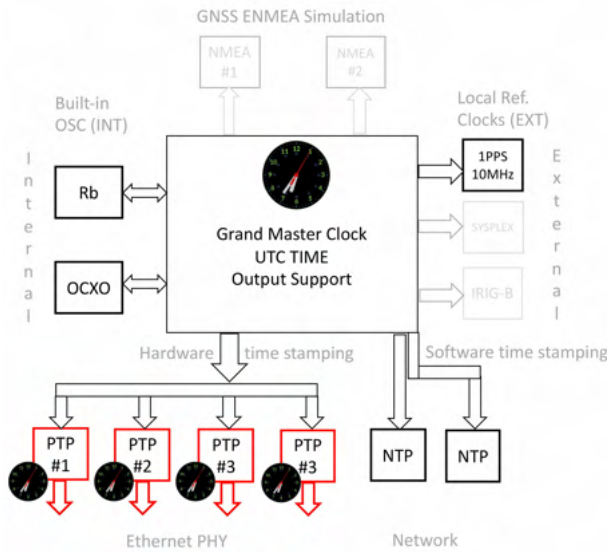 GNSS ENMEA Simulation
NMEA
#1
NMEA
#2
Built-in
OSC (INT)
Local Ref.
Clocks (EXT)
Internal
External
Rb
OCXO
1PPS
10MHz
SYSPLEX
IRIG-B
Grand Master Clock
UTC TIME
Output Support
Hardware time stamping
Software time stamping
PTP
#1
PTP
#2
PTP
#3
PTP
#3
NTP
NTP
Ethernet PHY
Network